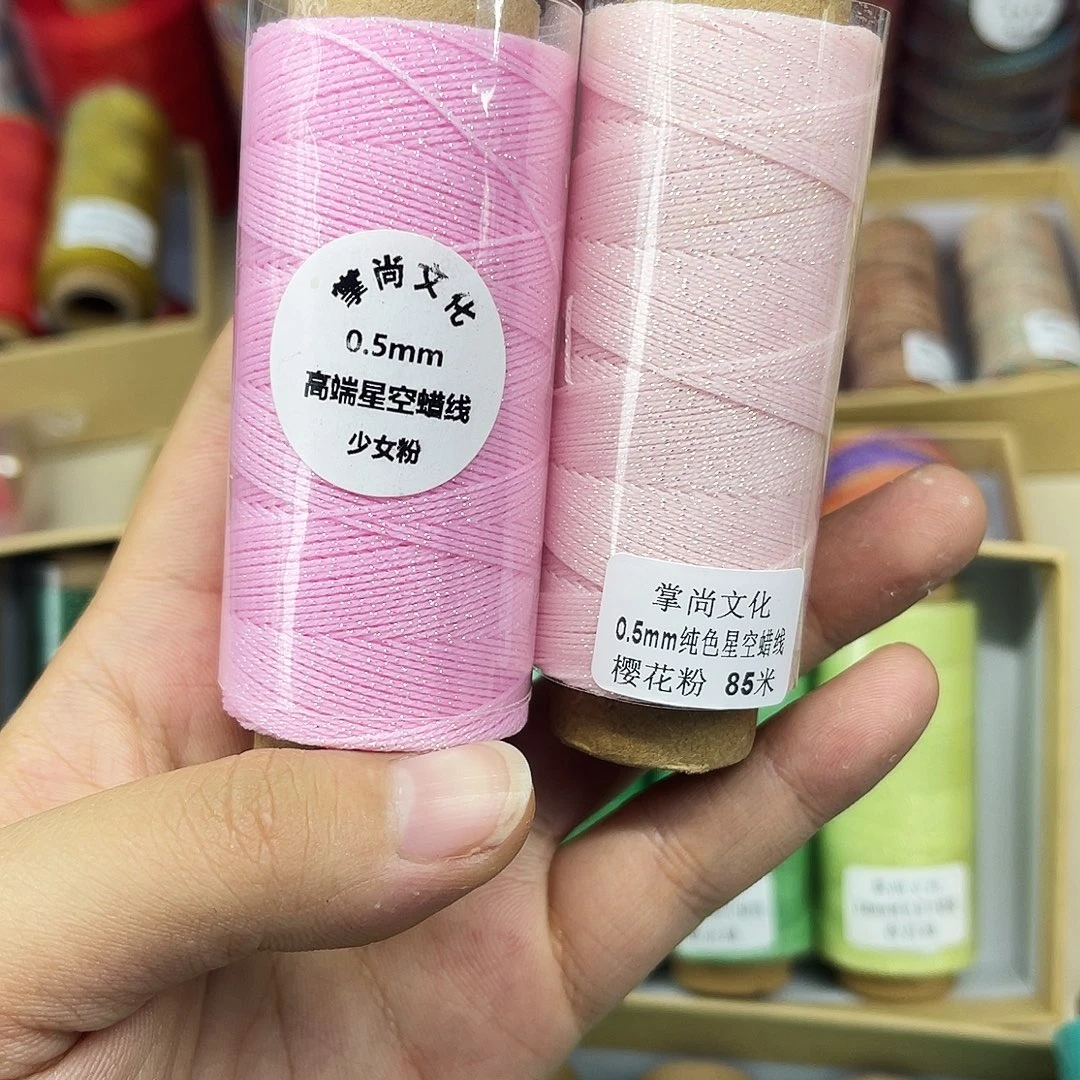 掌尚文化
0.5mm
高端星空蜡线
少女粉
掌尚文化
0.5mm纯色星空蜡线
樱花粉 85米